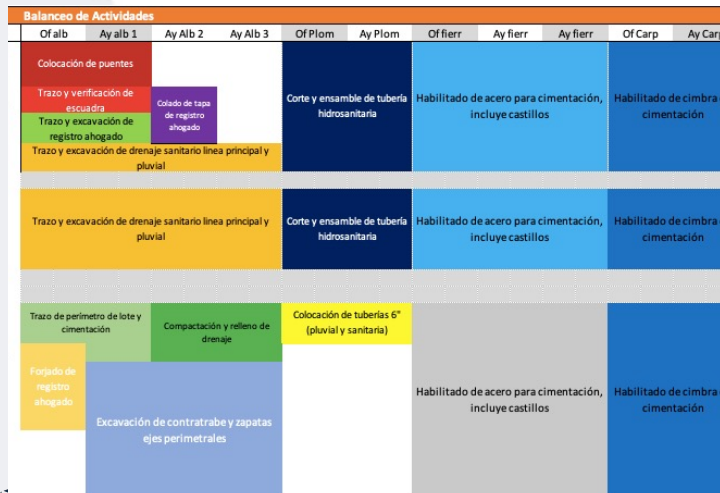 Balanceo de Actividades
Of alb Ay alb 1 Ay Alb 2 Ay Alb 3 Of Plom Ay Plom Of fierr Ay fierr Ay fierr Of Carp Ay Carp
Colocación de puentes
Trazo y verificación de
escuadra
Trazo y excavación de
registro ahogado
Colado de tapa
de registro
ahogado
Trazo y excavación de drenaje sanitario linea principal y
pluvial
Corte y ensamble de tubería
hidrosanitaria
Habilitado de acero para cimentación,
incluye castillos
Habilitado de cimbra
cimentación
Trazo y excavación de drenaje sanitario linea principal y
pluvial
Corte y ensamble de tubería
hidrosanitaria
Habilitado de acero para cimentación,
incluye castillos
Habilitado de cimbra
cimentación
Trazo de perímetro de lote y
cimentación
Compactación y relleno de
drenaje
Colocación de tuberías 6"
(pluvial y sanitaria)
Forjado de
registro
ahogado
Excavación de contratrabe y zapatas
ejes perimetrales
Habilitado de acero para cimentación,
incluye castillos
Habilitado de cimbra
cimentación